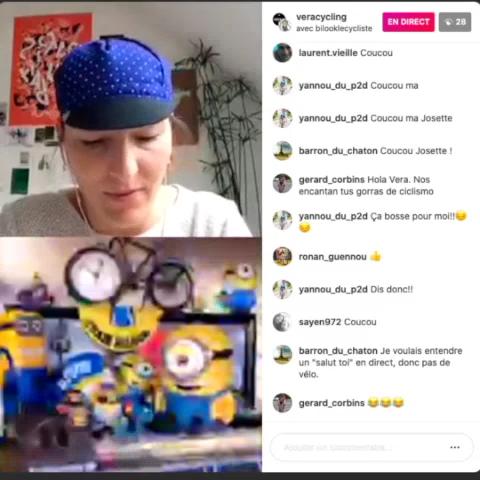 veracycling
avec bilooklecycliste
EN DIRECT
28
laurent.vieille Coucou
yannou_du_p2d Coucou ma
yannou_du_p2d Coucou ma Josette
barron_du_chaton Coucou Josette !
gerard_corbins Hola Vera. Nos
encantan tus gorras de ciclismo
yannou_du_p2d Ça bosse pour moi!!😏
😏
ronan_guennou 👍
yannou_du_p2d Dis donc!!
sayen972 Coucou
barron_du_chaton Je voulais entendre
un "salut toi" en direct, donc pas de
vélo.
gerard_corbins 😂😂😂
Ajouter un commentaire...